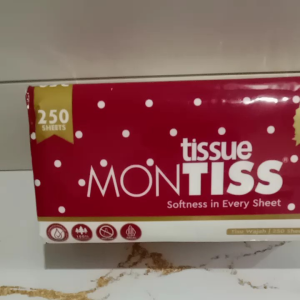 250
SHEETS
tissue
MONTISS
Softness in Every Sheet